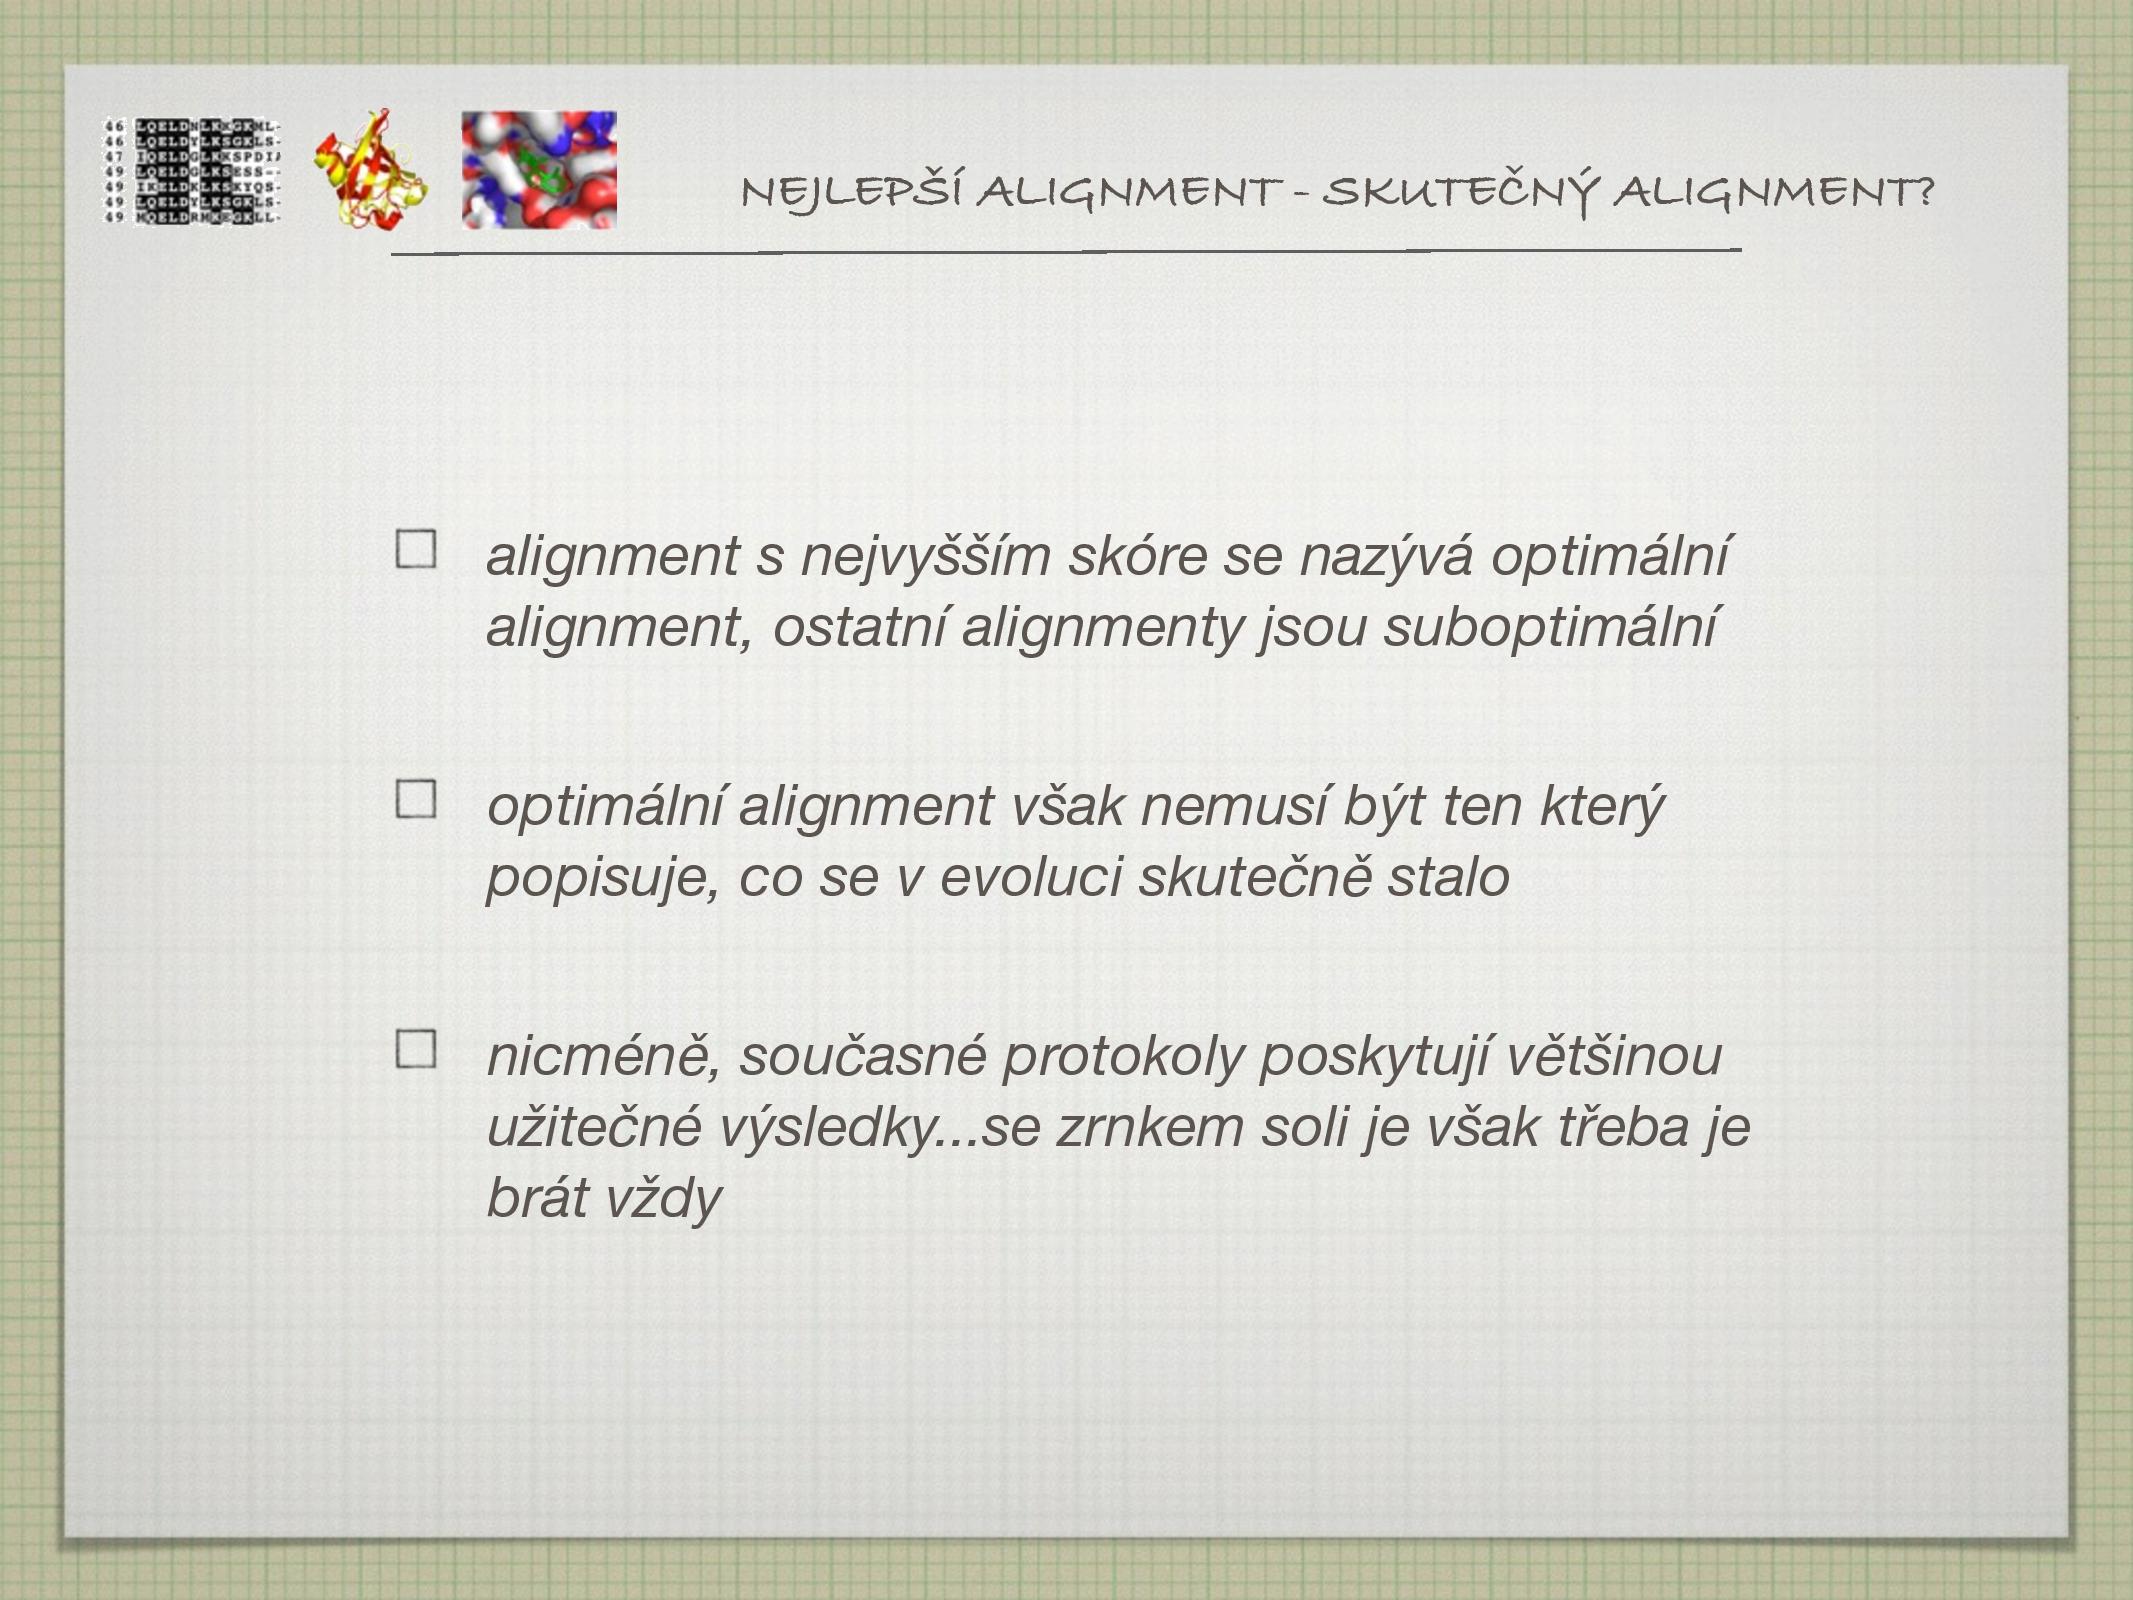 46 LQELDNLKKGKML-
46 LQELDYLKSGKLS-
47 IQELDGLKKSPDI
49 LQELDGLKSESS--
49 IKELDKLKSKYQS-
49 LQELDYLKSGKLS-
49 MQELDRMKEGKLL-
NEJLEPŠÍ ALIGNMENT - SKUTEČNÝ ALIGNMENT?
alignment s nejvyšším skóre se nazývá optimální
alignment, ostatní alignmenty jsou suboptimální
optimální alignment však nemusí být ten který
popisuje, co se v evoluci skutečně stalo
nicméně, současné protokoly poskytují většinou
užitečné výsledky...se zrnkem soli je však třeba je
brát vždy